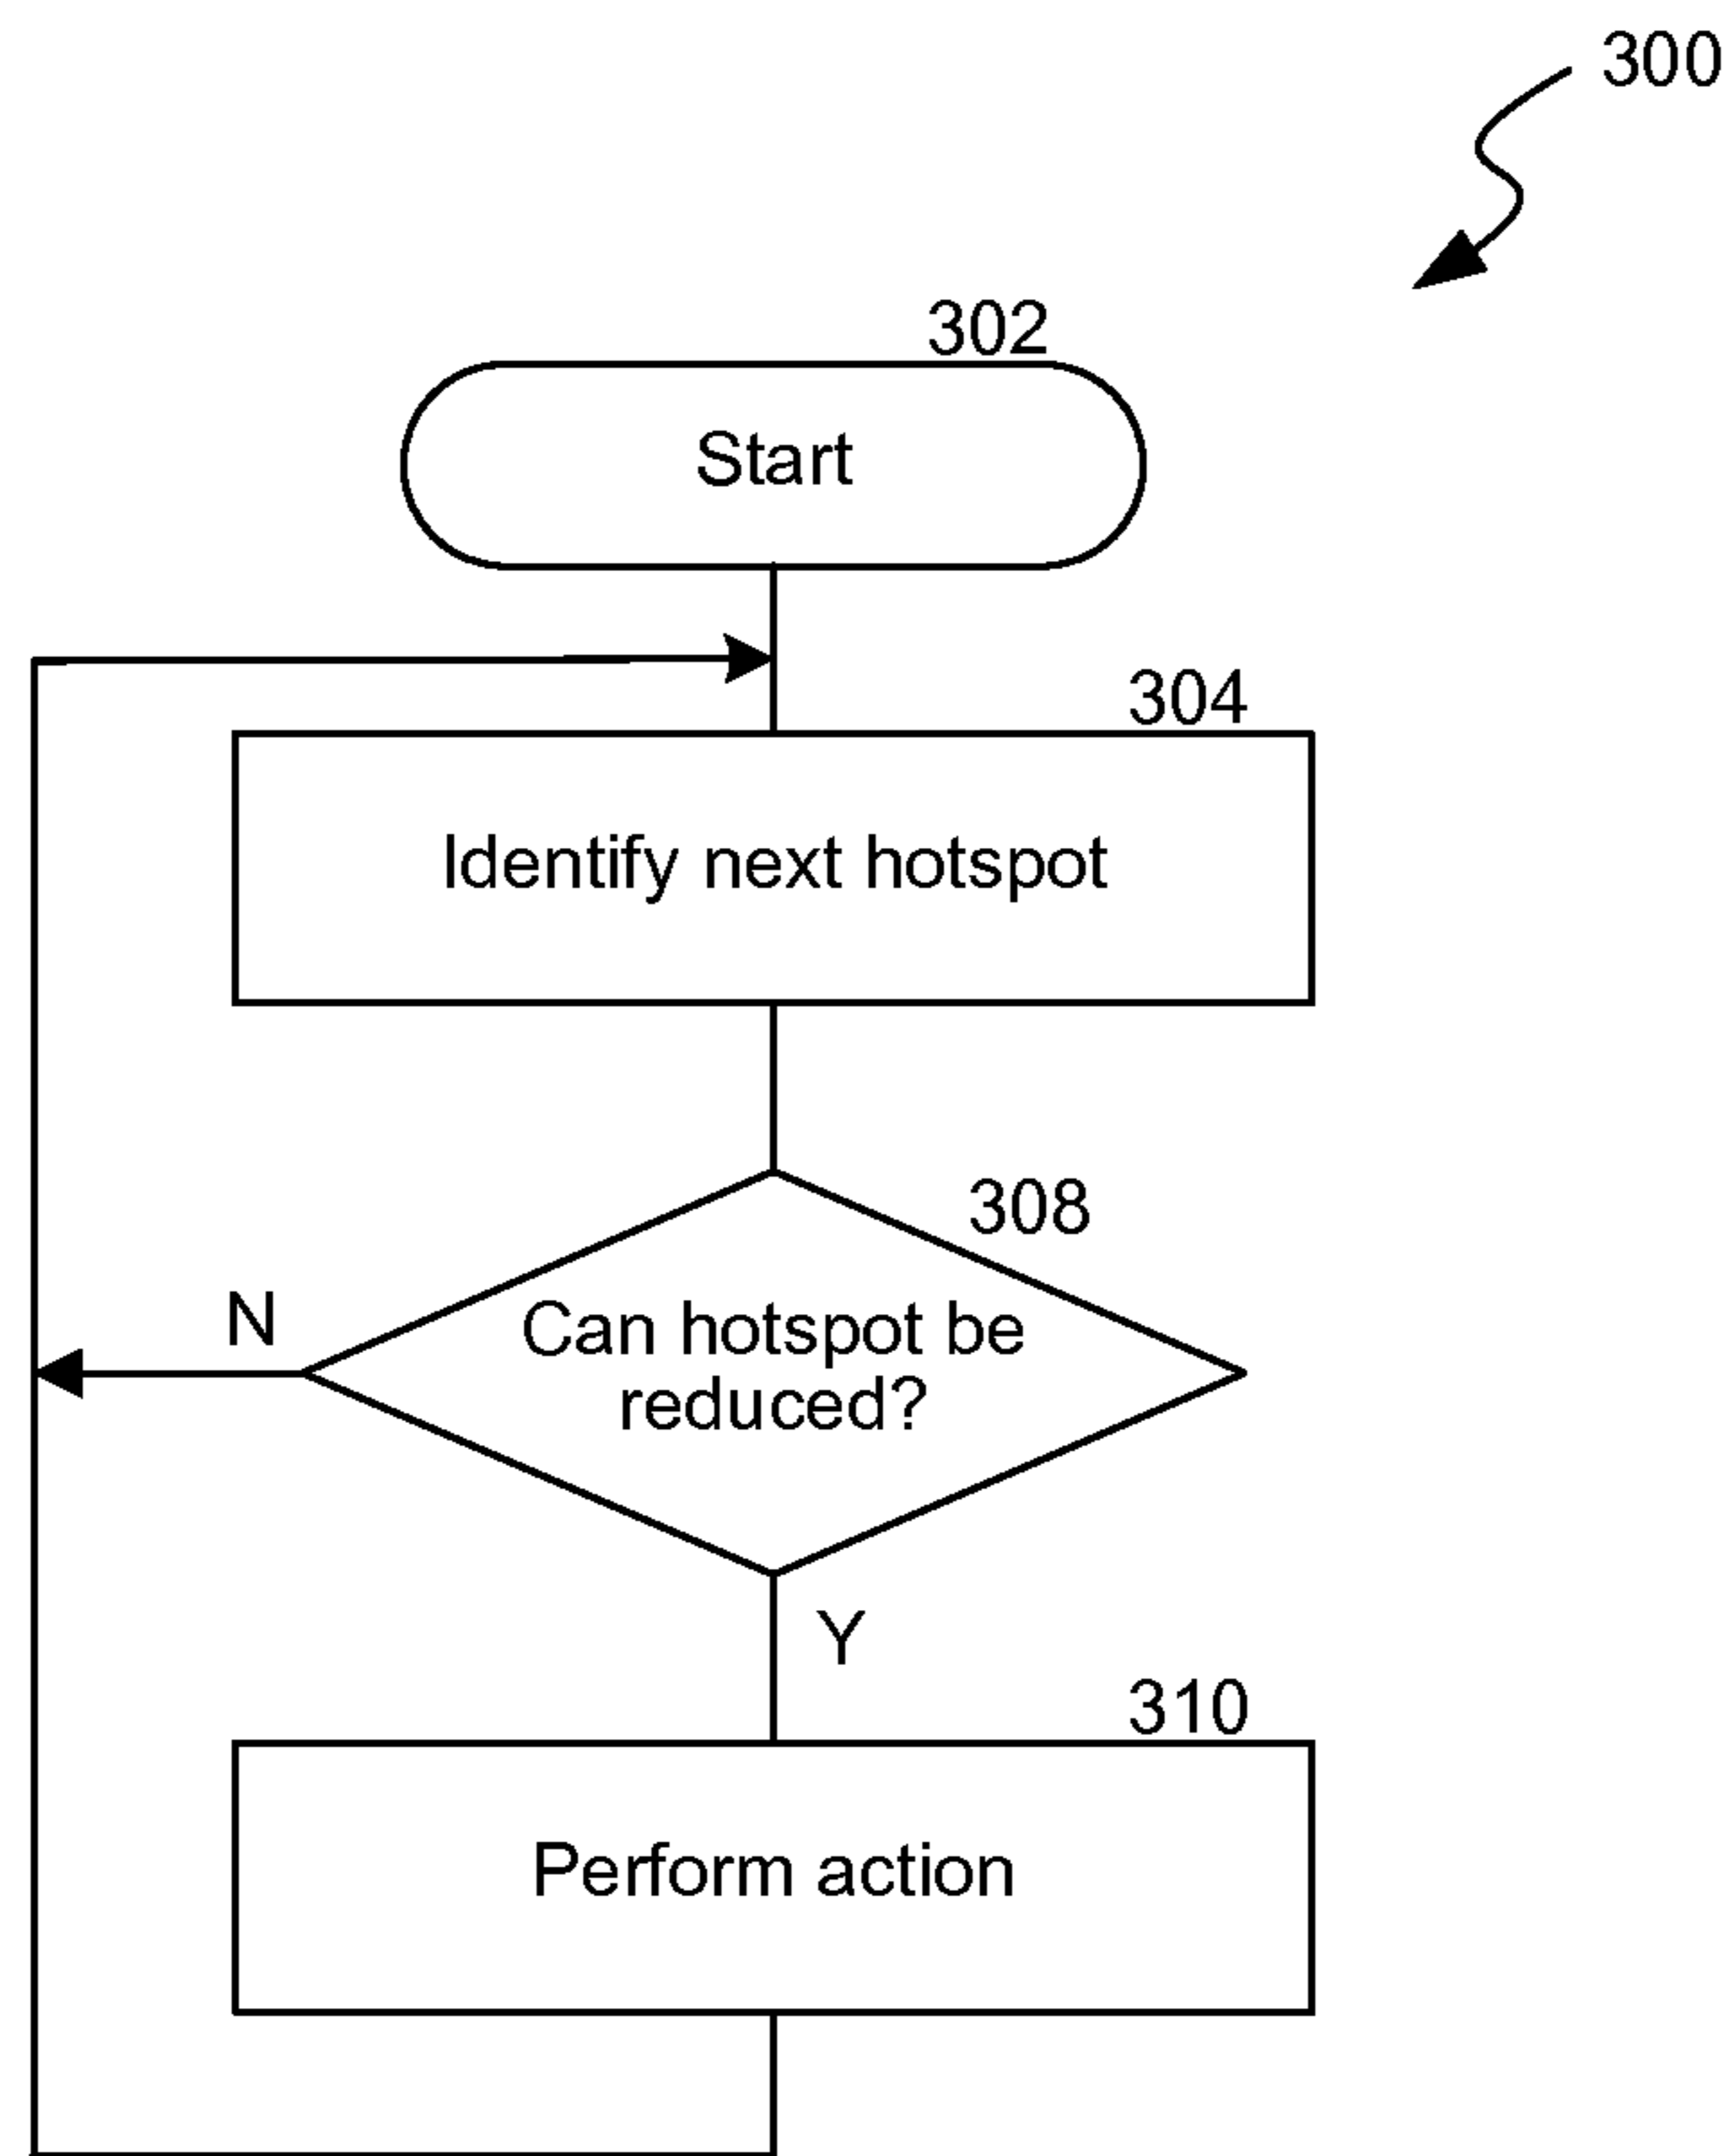 300
302
Start
304
Identify next hotspot
308
Can hotspot be
reduced?
N
Y
310
Perform action